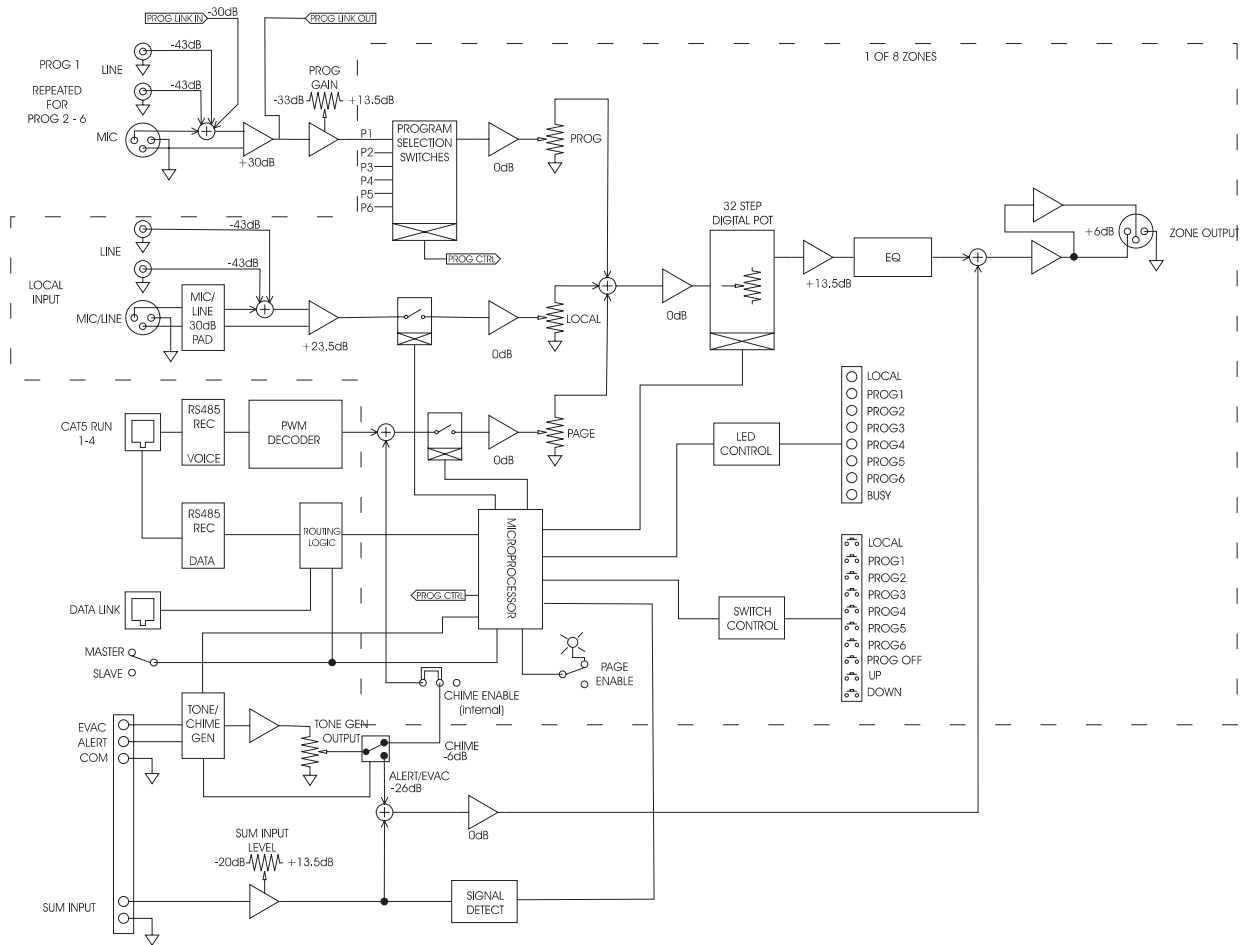 PROG LINK IN
-30dB
PROG LINK OUT
-43dB
PROG 1
LINE
REPEATED
FOR
PROG 2 - 6
-43dB
MIC
+30dB
PROG
GAIN
-33dB
+13.5dB
1 OF 8 ZONES
P1
P2
P3
P4
P5
P6
PROGRAM
SELECTION
SWITCHES
PROG CTRL
0dB
PROG
LOCAL
INPUT
LINE
-43dB
-43dB
MIC/LINE
MIC/
LINE
30dB
PAD
+23.5dB
0dB
LOCAL
0dB
32 STEP
DIGITAL POT
+13.5dB
EQ
+6dB
ZONE OUTPUT
CAT5 RUN
1-4
RS485
REC
VOICE
PWM
DECODER
0dB
PAGE
RS485
REC
DATA
ROUTING
LOGIC
MICROPROCESSOR
PROG CTRL
LED
CONTROL
LOCAL
PROG1
PROG2
PROG3
PROG4
PROG5
PROG6
BUSY
SWITCH
CONTROL
LOCAL
PROG1
PROG2
PROG3
PROG4
PROG5
PROG6
PROG OFF
UP
DOWN
DATA LINK
MASTER
SLAVE
PAGE
ENABLE
CHIME ENABLE
(internal)
EVAC
ALERT
COM
TONE/
CHIME
GEN
TONE GEN
OUTPUT
CHIME
-6dB
ALERT/EVAC
-26dB
0dB
SUM INPUT
LEVEL
-20dB
+13.5dB
SUM INPUT
SIGNAL
DETECT